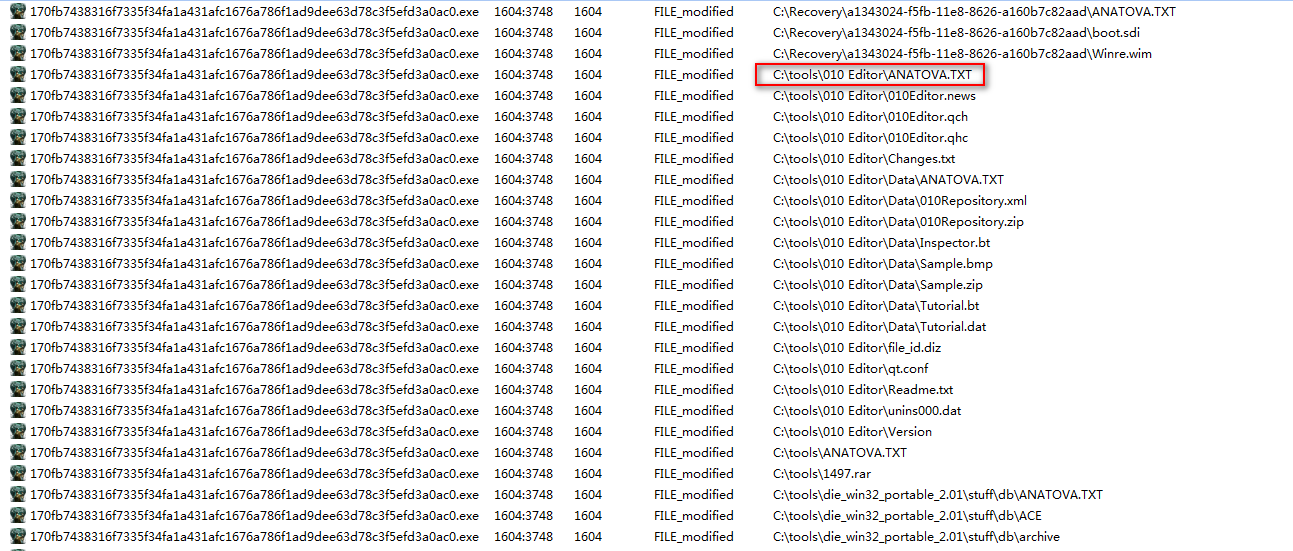 170fb7438316f7335f34fa1a431afc1676a786f1ad9dee63d78c3f5efd3a0ac0.exe 1604:3748 1604 FILE_modified C:\Recovery\a1343024-f5fb-11e8-8626-a160b7c82aad\ANATOVA.TXT
170fb7438316f7335f34fa1a431afc1676a786f1ad9dee63d78c3f5efd3a0ac0.exe 1604:3748 1604 FILE_modified C:\Recovery\a1343024-f5fb-11e8-8626-a160b7c82aad\boot.sdi
170fb7438316f7335f34fa1a431afc1676a786f1ad9dee63d78c3f5efd3a0ac0.exe 1604:3748 1604 FILE_modified C:\Recovery\a1343024-f5fb-11e8-8626-a160b7c82aad\Winre.wim
170fb7438316f7335f34fa1a431afc1676a786f1ad9dee63d78c3f5efd3a0ac0.exe 1604:3748 1604 FILE_modified C:\tools\010 Editor\ANATOVA.TXT
170fb7438316f7335f34fa1a431afc1676a786f1ad9dee63d78c3f5efd3a0ac0.exe 1604:3748 1604 FILE_modified C:\tools\010 Editor\010Editor.news
170fb7438316f7335f34fa1a431afc1676a786f1ad9dee63d78c3f5efd3a0ac0.exe 1604:3748 1604 FILE_modified C:\tools\010 Editor\010Editor.qch
170fb7438316f7335f34fa1a431afc1676a786f1ad9dee63d78c3f5efd3a0ac0.exe 1604:3748 1604 FILE_modified C:\tools\010 Editor\010Editor.qhc
170fb7438316f7335f34fa1a431afc1676a786f1ad9dee63d78c3f5efd3a0ac0.exe 1604:3748 1604 FILE_modified C:\tools\010 Editor\Changes.txt
170fb7438316f7335f34fa1a431afc1676a786f1ad9dee63d78c3f5efd3a0ac0.exe 1604:3748 1604 FILE_modified C:\tools\010 Editor\Data\ANATOVA.TXT
170fb7438316f7335f34fa1a431afc1676a786f1ad9dee63d78c3f5efd3a0ac0.exe 1604:3748 1604 FILE_modified C:\tools\010 Editor\Data\010Repository.xml
170fb7438316f7335f34fa1a431afc1676a786f1ad9dee63d78c3f5efd3a0ac0.exe 1604:3748 1604 FILE_modified C:\tools\010 Editor\Data\010Repository.zip
170fb7438316f7335f34fa1a431afc1676a786f1ad9dee63d78c3f5efd3a0ac0.exe 1604:3748 1604 FILE_modified C:\tools\010 Editor\Data\Inspector.bt
170fb7438316f7335f34fa1a431afc1676a786f1ad9dee63d78c3f5efd3a0ac0.exe 1604:3748 1604 FILE_modified C:\tools\010 Editor\Data\Sample.bmp
170fb7438316f7335f34fa1a431afc1676a786f1ad9dee63d78c3f5efd3a0ac0.exe 1604:3748 1604 FILE_modified C:\tools\010 Editor\Data\Sample.zip
170fb7438316f7335f34fa1a431afc1676a786f1ad9dee63d78c3f5efd3a0ac0.exe 1604:3748 1604 FILE_modified C:\tools\010 Editor\Data\Tutorial.bt
170fb7438316f7335f34fa1a431afc1676a786f1ad9dee63d78c3f5efd3a0ac0.exe 1604:3748 1604 FILE_modified C:\tools\010 Editor\Data\Tutorial.dat
170fb7438316f7335f34fa1a431afc1676a786f1ad9dee63d78c3f5efd3a0ac0.exe 1604:3748 1604 FILE_modified C:\tools\010 Editor\file_id.diz
170fb7438316f7335f34fa1a431afc1676a786f1ad9dee63d78c3f5efd3a0ac0.exe 1604:3748 1604 FILE_modified C:\tools\010 Editor\qt.conf
170fb7438316f7335f34fa1a431afc1676a786f1ad9dee63d78c3f5efd3a0ac0.exe 1604:3748 1604 FILE_modified C:\tools\010 Editor\Readme.txt
170fb7438316f7335f34fa1a431afc1676a786f1ad9dee63d78c3f5efd3a0ac0.exe 1604:3748 1604 FILE_modified C:\tools\010 Editor\unins000.dat
170fb7438316f7335f34fa1a431afc1676a786f1ad9dee63d78c3f5efd3a0ac0.exe 1604:3748 1604 FILE_modified C:\tools\010 Editor\Version
170fb7438316f7335f34fa1a431afc1676a786f1ad9dee63d78c3f5efd3a0ac0.exe 1604:3748 1604 FILE_modified C:\tools\ANATOVA.TXT
170fb7438316f7335f34fa1a431afc1676a786f1ad9dee63d78c3f5efd3a0ac0.exe 1604:3748 1604 FILE_modified C:\tools\1497.rar
170fb7438316f7335f34fa1a431afc1676a786f1ad9dee63d78c3f5efd3a0ac0.exe 1604:3748 1604 FILE_modified C:\tools\die_win32_portable_2.01\stuff\db\ANATOVA.TXT
170fb7438316f7335f34fa1a431afc1676a786f1ad9dee63d78c3f5efd3a0ac0.exe 1604:3748 1604 FILE_modified C:\tools\die_win32_portable_2.01\stuff\db\ACE
170fb7438316f7335f34fa1a431afc1676a786f1ad9dee63d78c3f5efd3a0ac0.exe 1604:3748 1604 FILE_modified C:\tools\die_win32_portable_2.01\stuff\db\archive